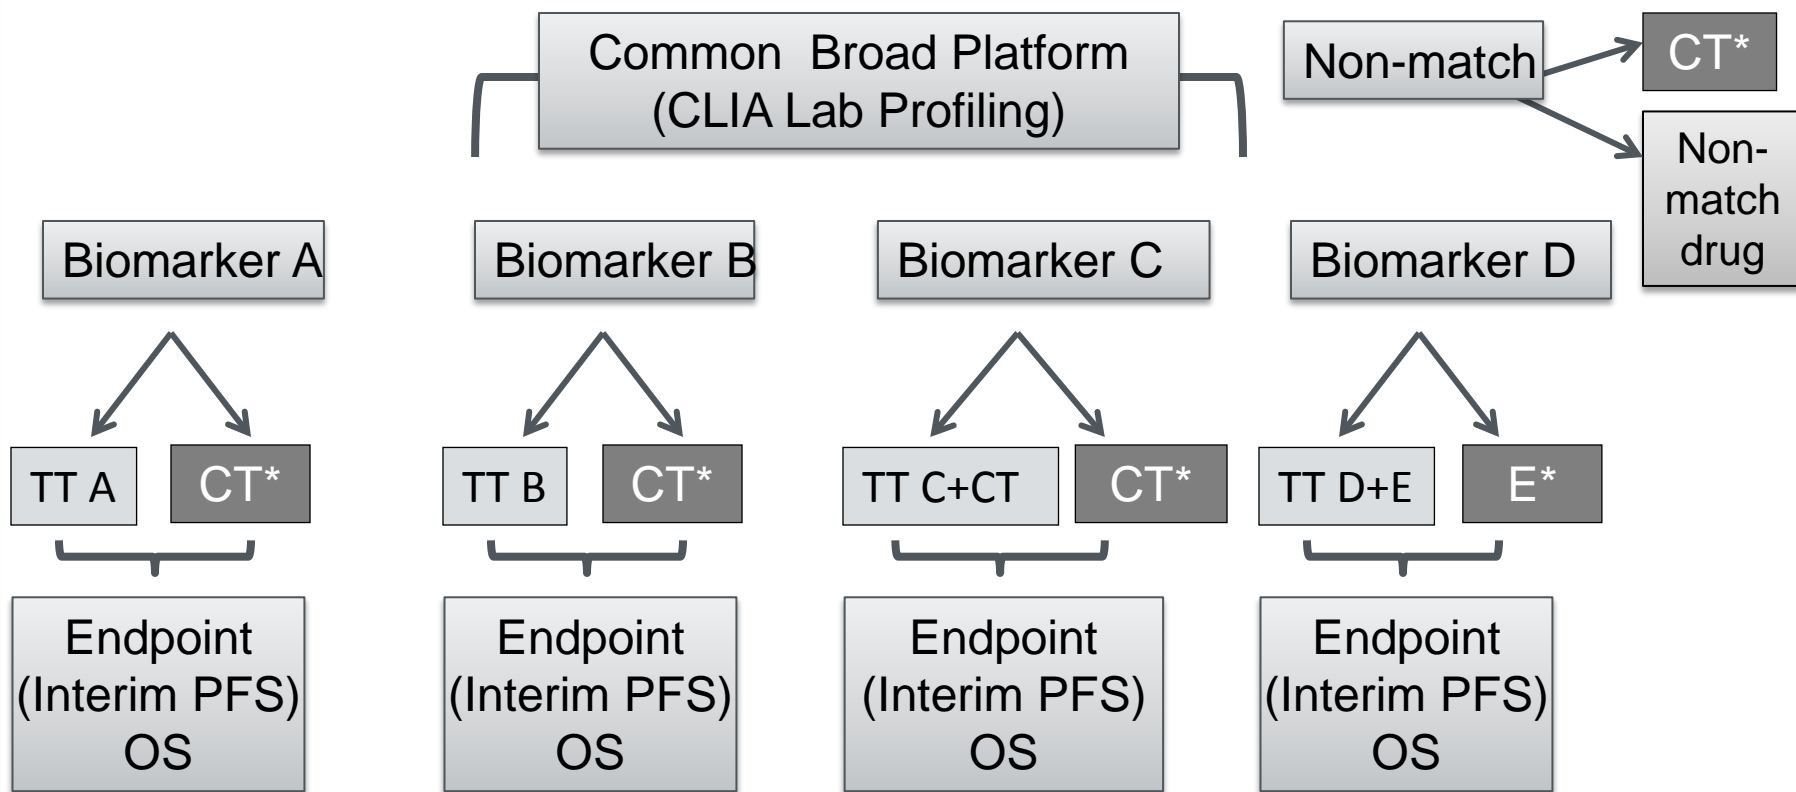 Common Broad Platform
(CLIA Lab Profiling)
Non-match
CT*
Non-
match
drug
Biomarker A
Biomarker B
Biomarker C
Biomarker D
TT A
CT*
TT B
CT*
TT C+CT
CT*
TT D+E
E*
Endpoint
(Interim PFS)
OS
Endpoint
(Interim PFS)
OS
Endpoint
(Interim PFS)
OS
Endpoint
(Interim PFS)
OS